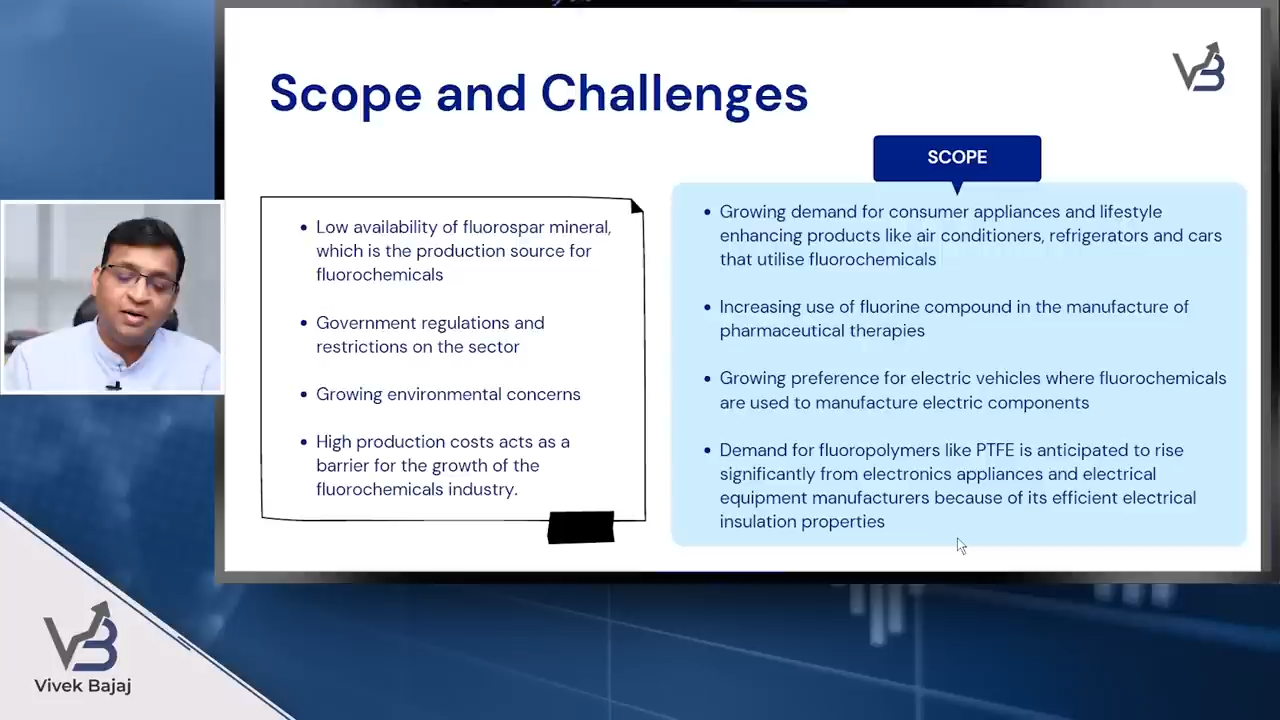 Scope and Challenges
VB
SCOPE
• Low availability of fluorospar mineral,
which is the production source for
fluorochemicals
• Government regulations and
restrictions on the sector
• Growing environmental concerns
• High production costs acts as a
barrier for the growth of the
fluorochemicals industry.
• Growing demand for consumer appliances and lifestyle
enhancing products like air conditioners, refrigerators and cars
that utilise fluorochemicals
• Increasing use of fluorine compound in the manufacture of
pharmaceutical therapies
• Growing preference for electric vehicles where fluorochemicals
are used to manufacture electric components
• Demand for fluoropolymers like PTFE is anticipated to rise
significantly from electronics appliances and electrical
equipment manufacturers because of its efficient electrical
insulation properties
VB
Vivek Bajaj